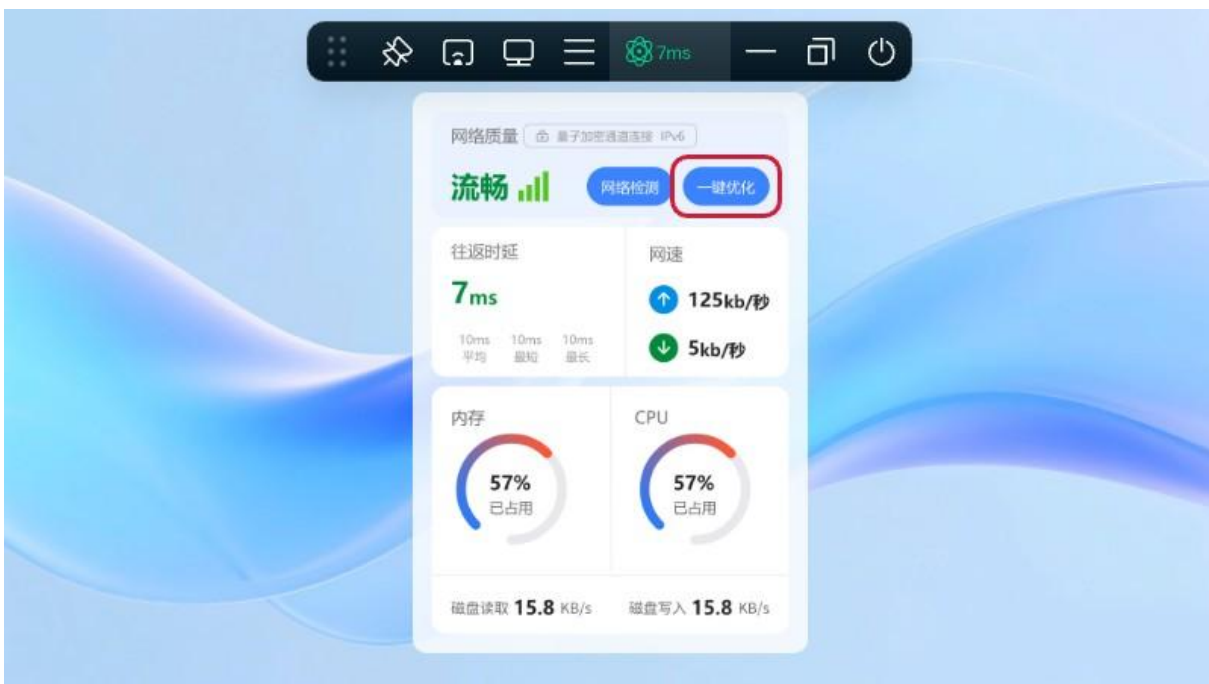 7ms
网络质量 量子加密通道连接 IPv6
流畅 网络检测 一键优化
往返时延
网速
7ms
125kb/秒
10ms 10ms 10ms
平均 最短 最长
5kb/秒
内存
CPU
57%
已占用
57%
已占用
磁盘读取 15.8 KB/s 磁盘写入 15.8 KB/s